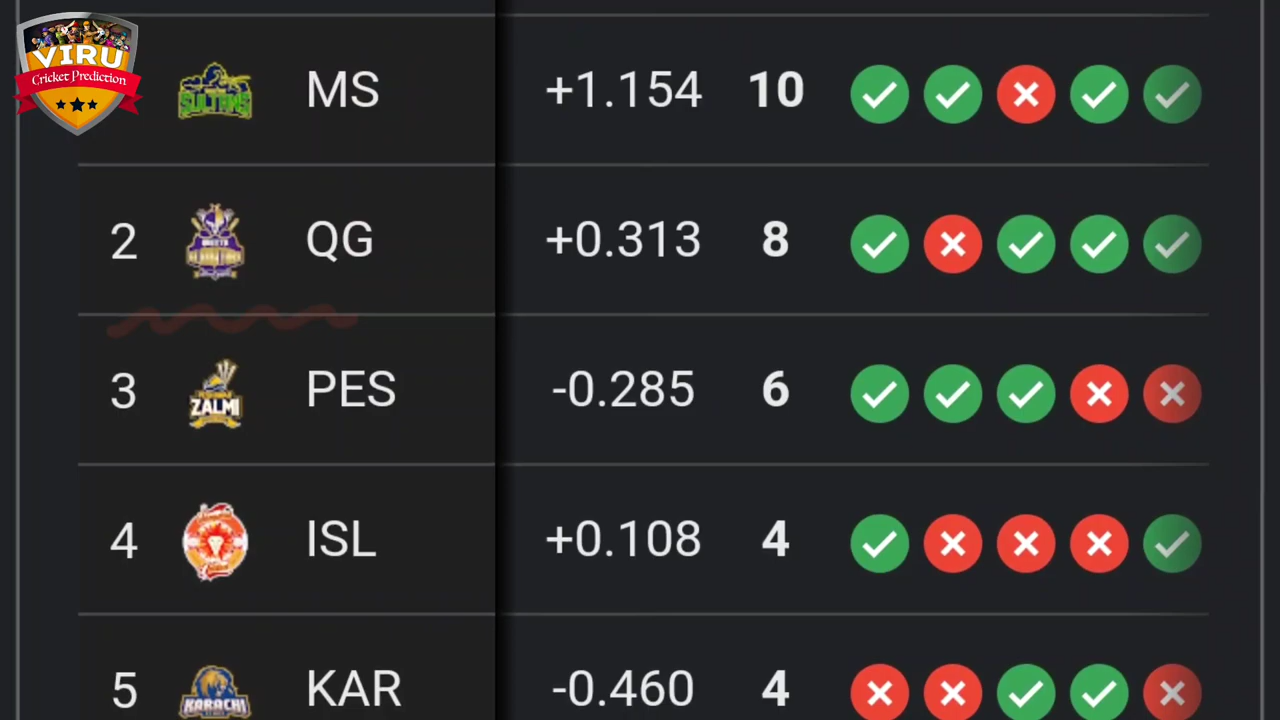 VIRU
Cricket Prediction
SULTANS
MS +1.154 10
2 QG +0.313 8
3 ZALMI PES -0.285 6
4 ISL +0.108 4
5 KARACHI KAR -0.460 4